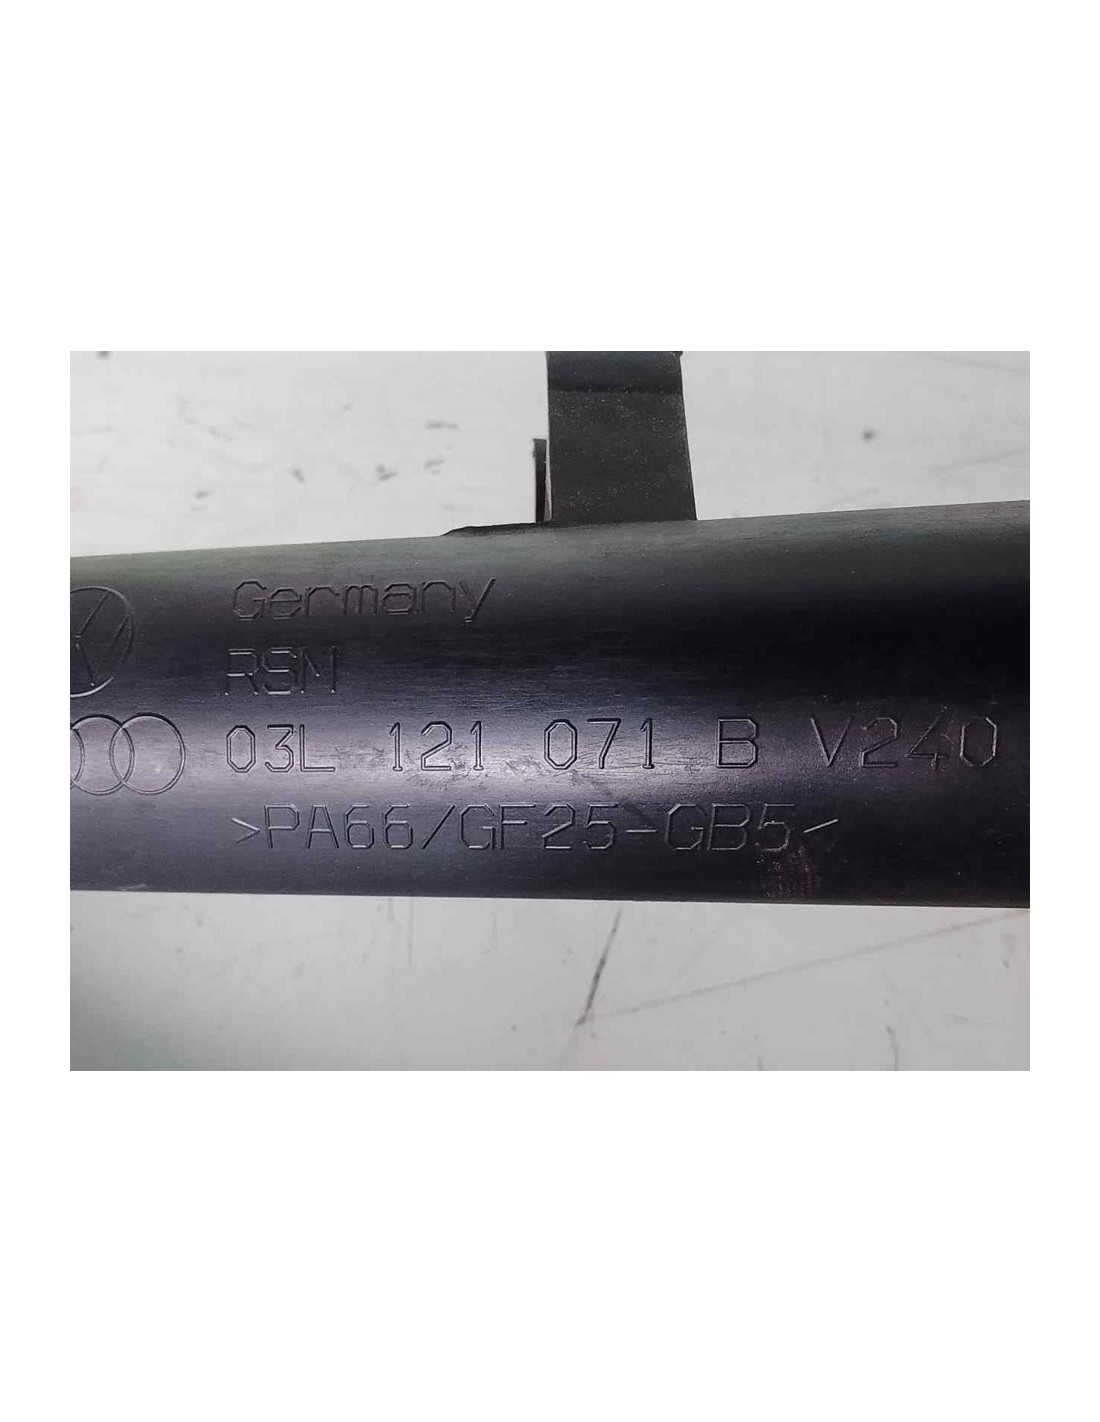 Germany
RSM
03L 121 071 B V240
>PA66/GF25-GB5<